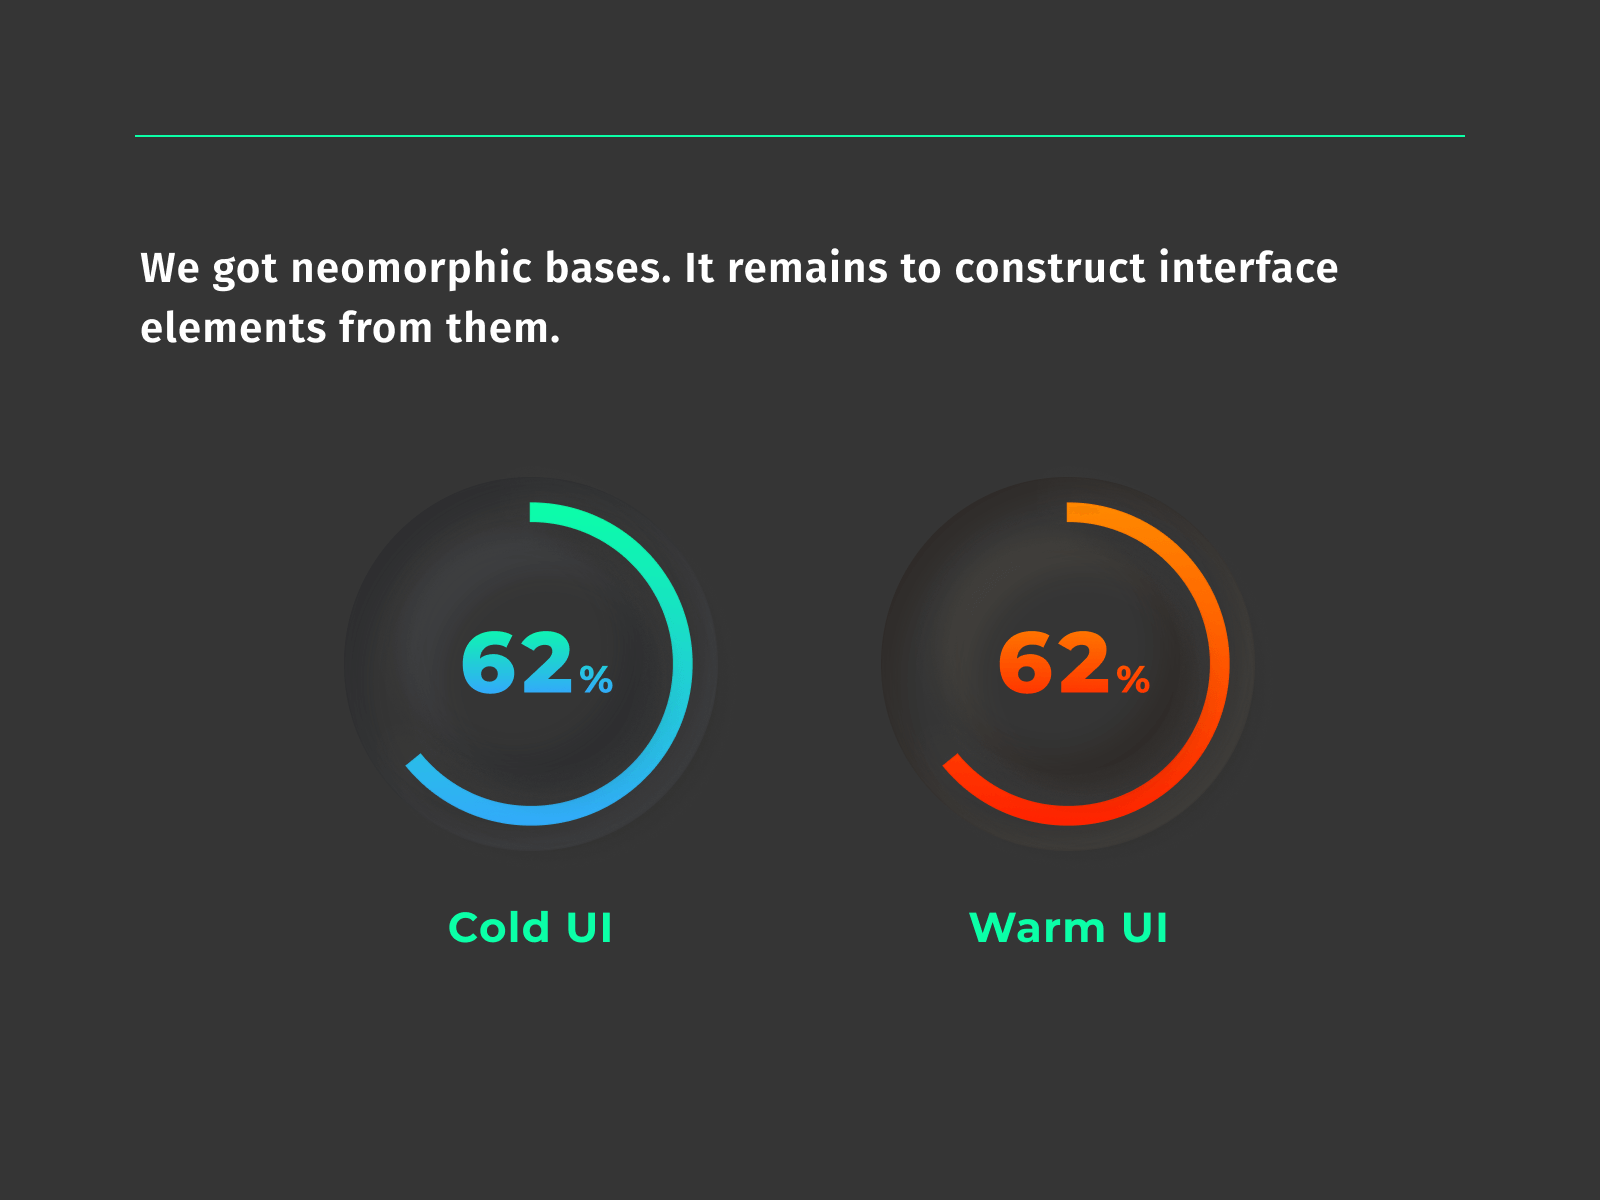 We got neomorphic bases. It remains to construct interface
elements from them.
62%
62%
Cold UI
Warm UI